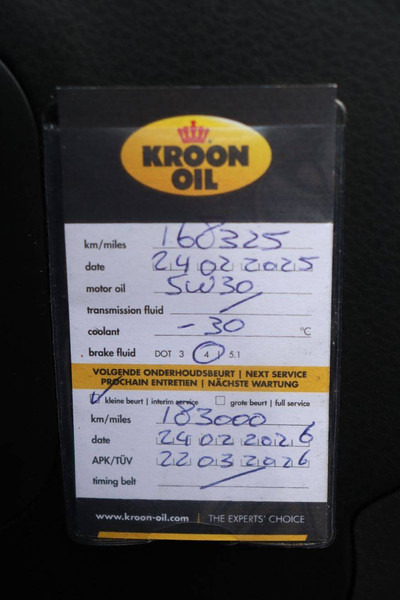 KROON
OIL
km/miles 168325
date 24 02 2025
motor oil 5W30
transmission fluid /
coolant -30 °C
brake fluid DOT 3 | 4 | 5.1
VOLGENDE ONDERHOUDSBEURT | NEXT SERVICE
PROCHAIN ENTRETIEN | NÄCHSTE WARTUNG
kleine beurt | interim service grote beurt | full service
km/miles 183000
date 24 02 2026
APK/TÜV 22 03 2026
timing belt /
www.kroon-oil.com | THE EXPERTS' CHOICE